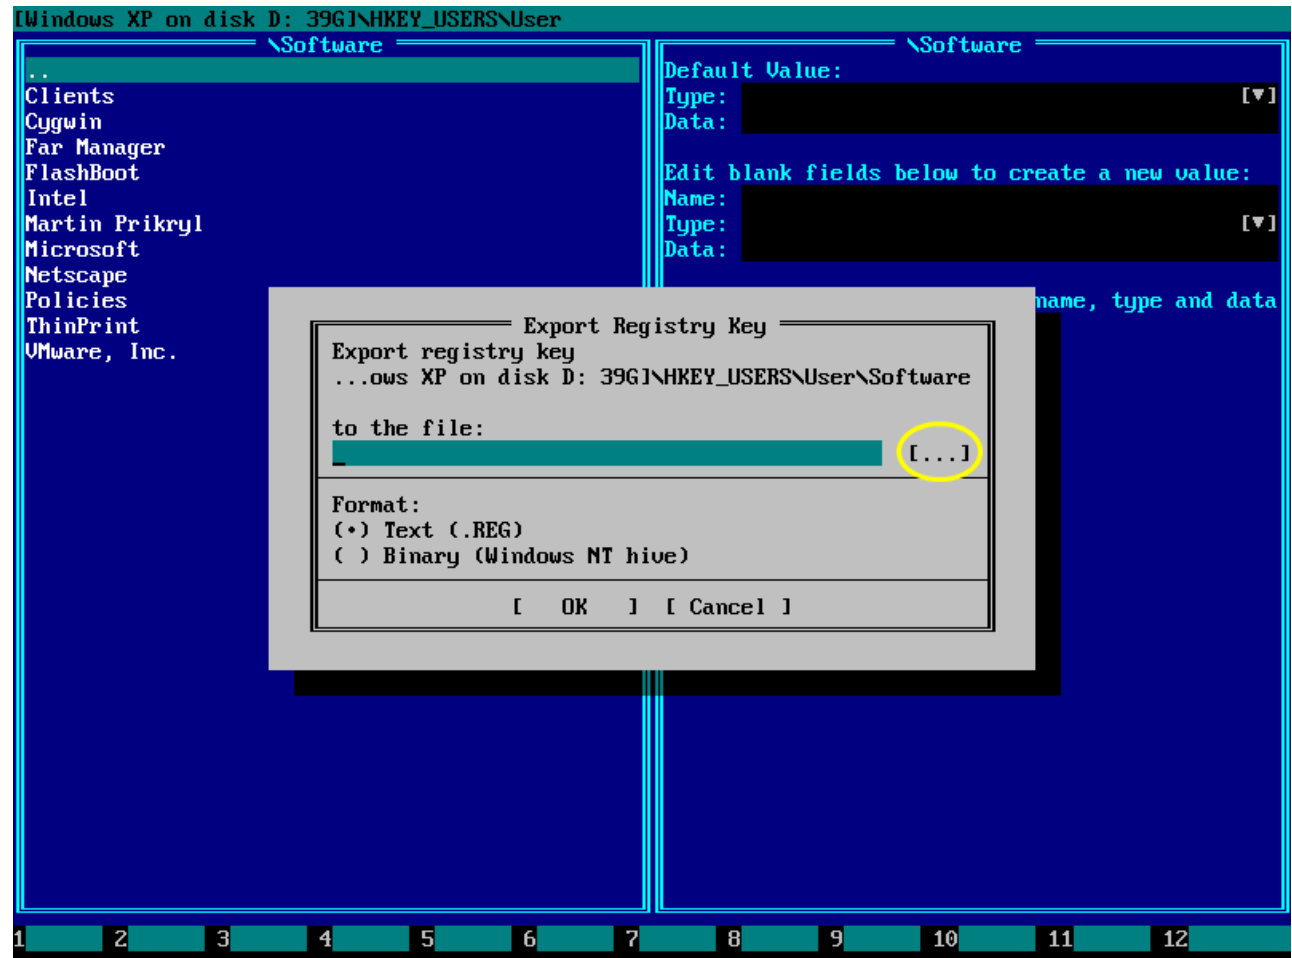 [Windows XP on disk D: 39G]\HKEY_USERS\User
\Software
..
Clients
Cygwin
Far Manager
FlashBoot
Intel
Martin Prikryl
Microsoft
Netscape
Policies
ThinPrint
VMware, Inc.
\Software
Default Value:
Type: [▼]
Data:
Edit blank fields below to create a new value:
Name:
Type: [▼]
Data:
name, type and data
Export Registry Key
Export registry key
...ows XP on disk D: 39G]\HKEY_USERS\User\Software
to the file:
[...]
Format:
(•) Text (.REG)
( ) Binary (Windows NT hive)
[ OK ] [ Cancel ]
1 2 3 4 5 6 7 8 9 10 11 12